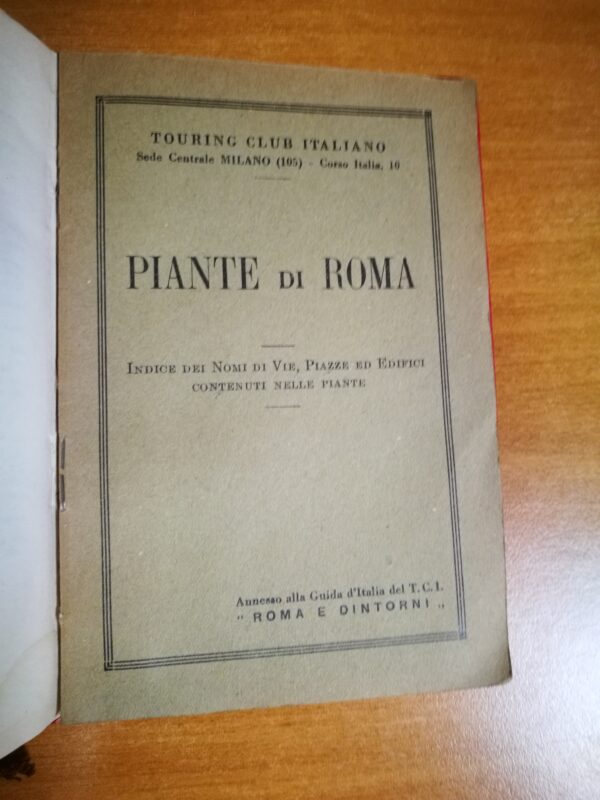 TOURING CLUB ITALIANO
Sede Centrale MILANO (105) - Corso Italia, 10
PIANTE DI ROMA
INDICE DEI NOMI DI VIE, PIAZZE ED EDIFICI
CONTENUTI NELLE PIANTE
Annesso alla Guida d'Italia del T. C. I.
„ ROMA E DINTORNI „